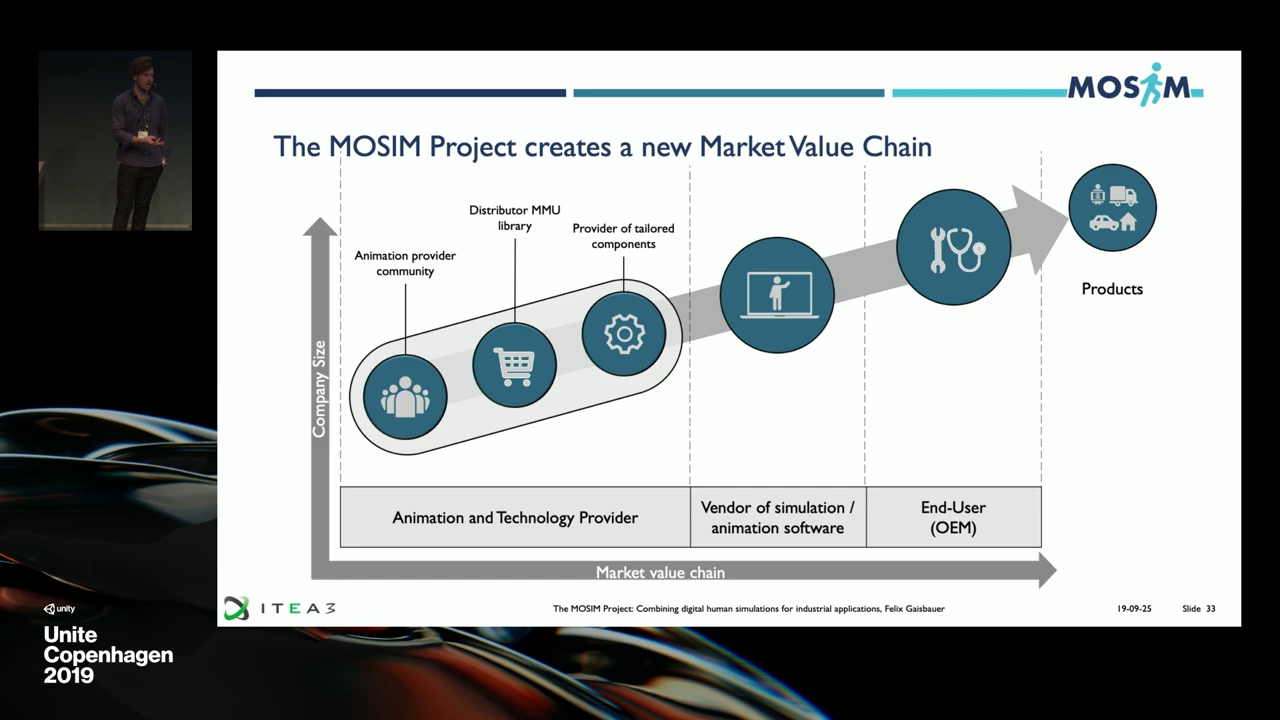 MOSIM
The MOSIM Project creates a new Market Value Chain
Distributor MMU
library
Provider of tailored
components
Animation provider
community
Products
Company Size
Animation and Technology Provider
Vendor of simulation /
animation software
End-User
(OEM)
Market value chain
ITEA3
The MOSIM Project: Combining digital human simulations for industrial applications, Felix Gaisbauer
19-09-25
Slide 33
unity
Unite
Copenhagen
2019